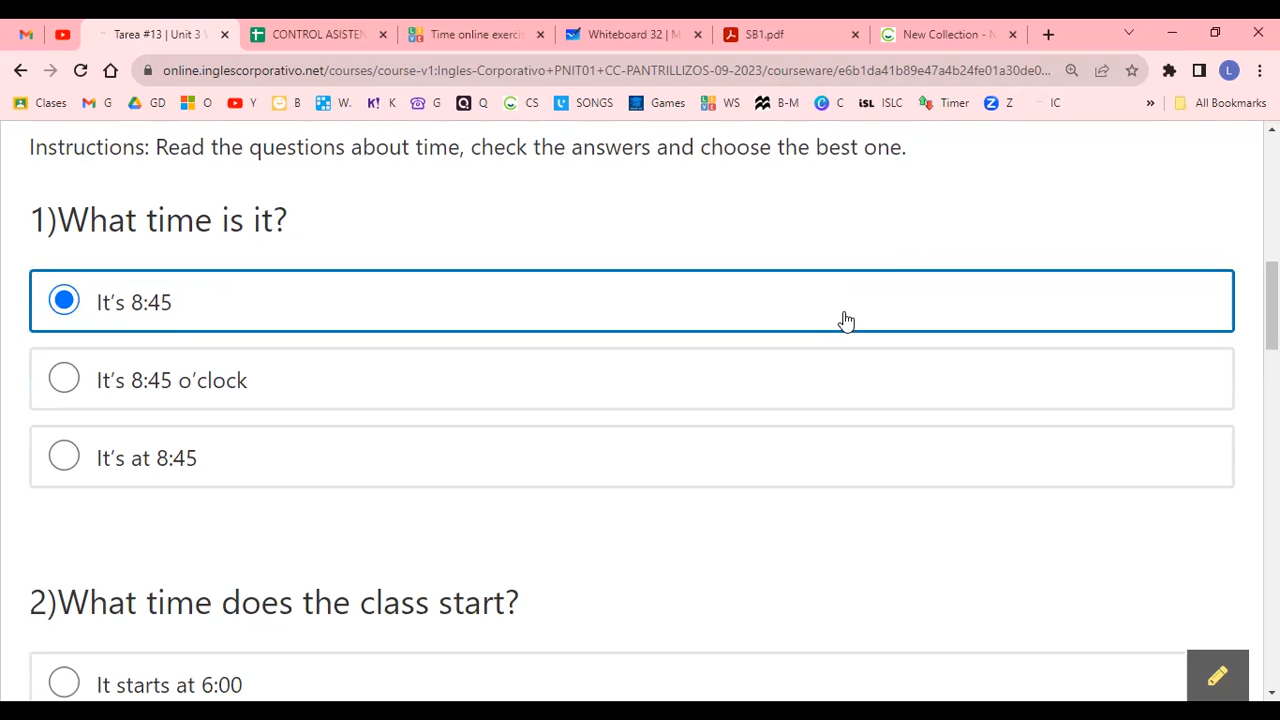 Tarea #13 | Unit 3
CONTROL ASISTEN
Time online exerci
Whiteboard 32 | M
SB1.pdf
New Collection - N
online.inglescorporativo.net/courses/course-v1:Ingles-Corporativo+PNIT01+CC-PANTRILLIZOS-09-2023/courseware/e6b1da41b89e47a4b24fe01a30de0...
L
Clases
G
GD
O
Y
B
W.
K! K
G
Q
CS
SONGS
Games
WS
B-M
C
iSL ISLC
Timer
Z
IC
» All Bookmarks
Instructions: Read the questions about time, check the answers and choose the best one.
1)What time is it?
It's 8:45
It's 8:45 o'clock
It's at 8:45
2)What time does the class start?
It starts at 6:00